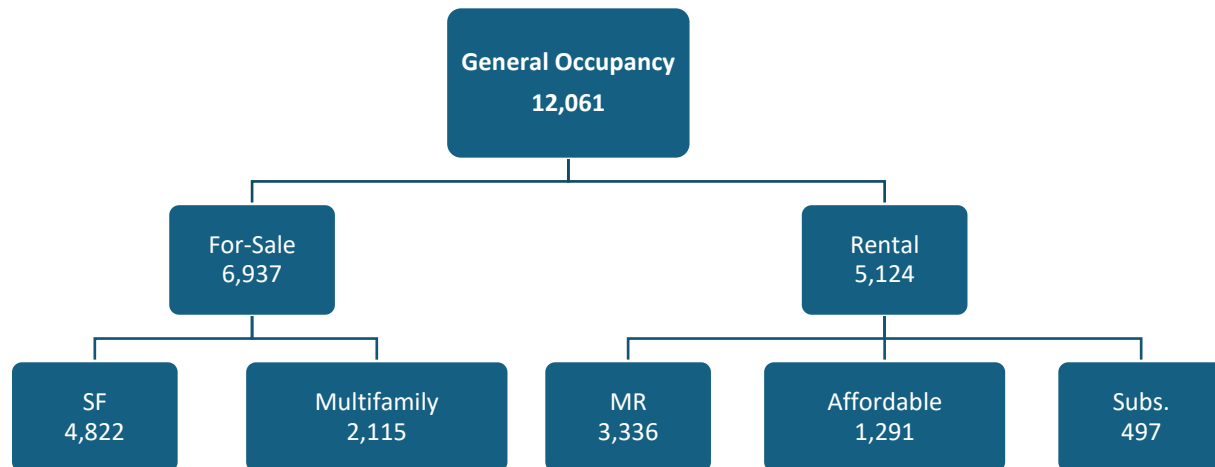 General Occupancy
12,061
For-Sale
6,937
Rental
5,124
SF
4,822
Multifamily
2,115
MR
3,336
Affordable
1,291
Subs.
497